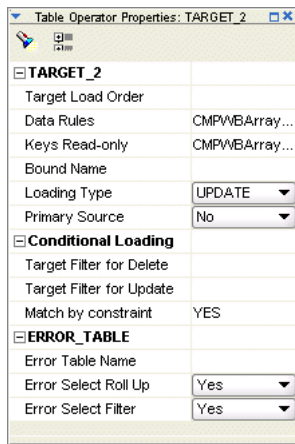 Table Operator Properties: TARGET_2
TARGET_2
Target Load Order
Data Rules CMPWBArray...
Keys Read-only CMPWBArray...
Bound Name
Loading Type UPDATE
Primary Source No
Conditional Loading
Target Filter for Delete
Target Filter for Update
Match by constraint YES
ERROR_TABLE
Error Table Name
Error Select Roll Up Yes
Error Select Filter Yes